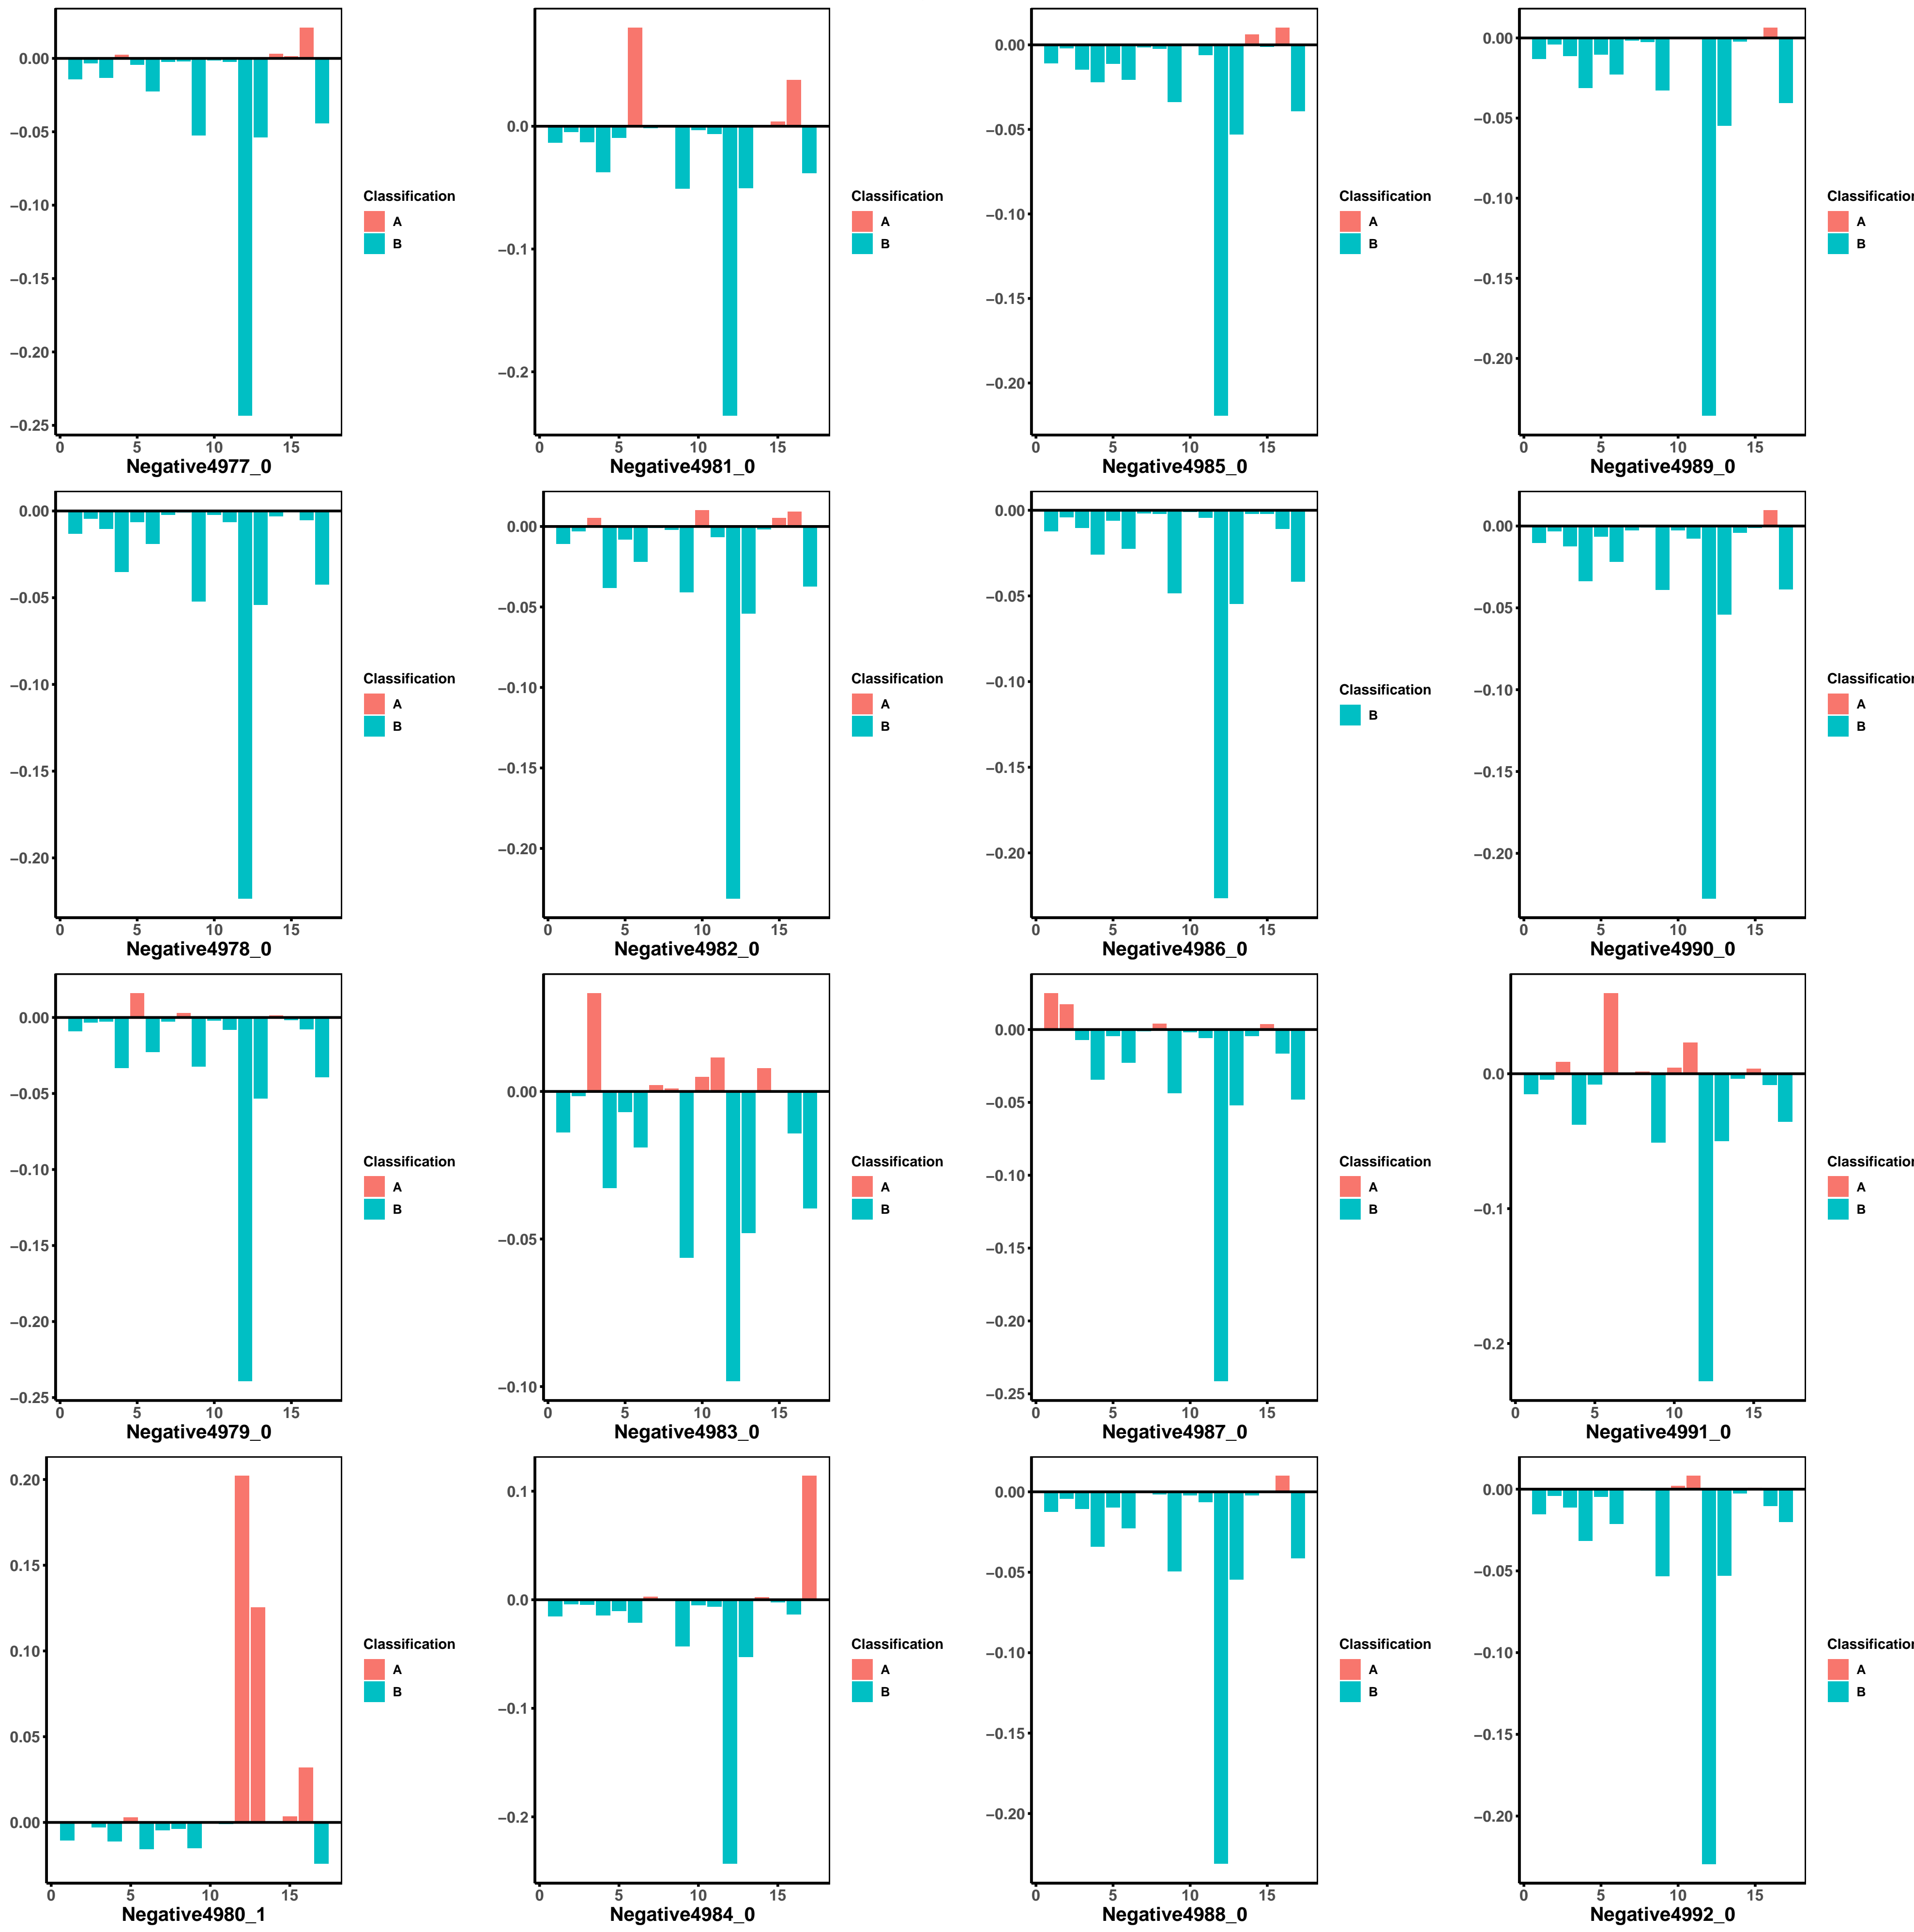 0.00
−0.05
−0.10
−0.15
−0.20
−0.25
0 5 10 15
Negative4977_0
Classification
A
B
0.0
−0.1
−0.2
0 5 10 15
Negative4981_0
Classification
A
B
0.00
−0.05
−0.10
−0.15
−0.20
0 5 10 15
Negative4985_0
Classification
A
B
0.00
−0.05
−0.10
−0.15
−0.20
0 5 10 15
Negative4989_0
Classification
A
B
0.00
−0.05
−0.10
−0.15
−0.20
0 5 10 15
Negative4978_0
Classification
A
B
0.00
−0.05
−0.10
−0.15
−0.20
0 5 10 15
Negative4982_0
Classification
A
B
0.00
−0.05
−0.10
−0.15
−0.20
0 5 10 15
Negative4986_0
Classification
B
0.00
−0.05
−0.10
−0.15
−0.20
0 5 10 15
Negative4990_0
Classification
A
B
0.00
−0.05
−0.10
−0.15
−0.20
−0.25
0 5 10 15
Negative4979_0
Classification
A
B
0.00
−0.05
−0.10
0 5 10 15
Negative4983_0
Classification
A
B
0.00
−0.05
−0.10
−0.15
−0.20
−0.25
0 5 10 15
Negative4987_0
Classification
A
B
0.0
−0.1
−0.2
0 5 10 15
Negative4991_0
Classification
A
B
0.20
0.15
0.10
0.05
0.00
0 5 10 15
Negative4980_1
Classification
A
B
0.1
0.0
−0.1
−0.2
0 5 10 15
Negative4984_0
Classification
A
B
0.00
−0.05
−0.10
−0.15
−0.20
0 5 10 15
Negative4988_0
Classification
A
B
0.00
−0.05
−0.10
−0.15
−0.20
0 5 10 15
Negative4992_0
Classification
A
B